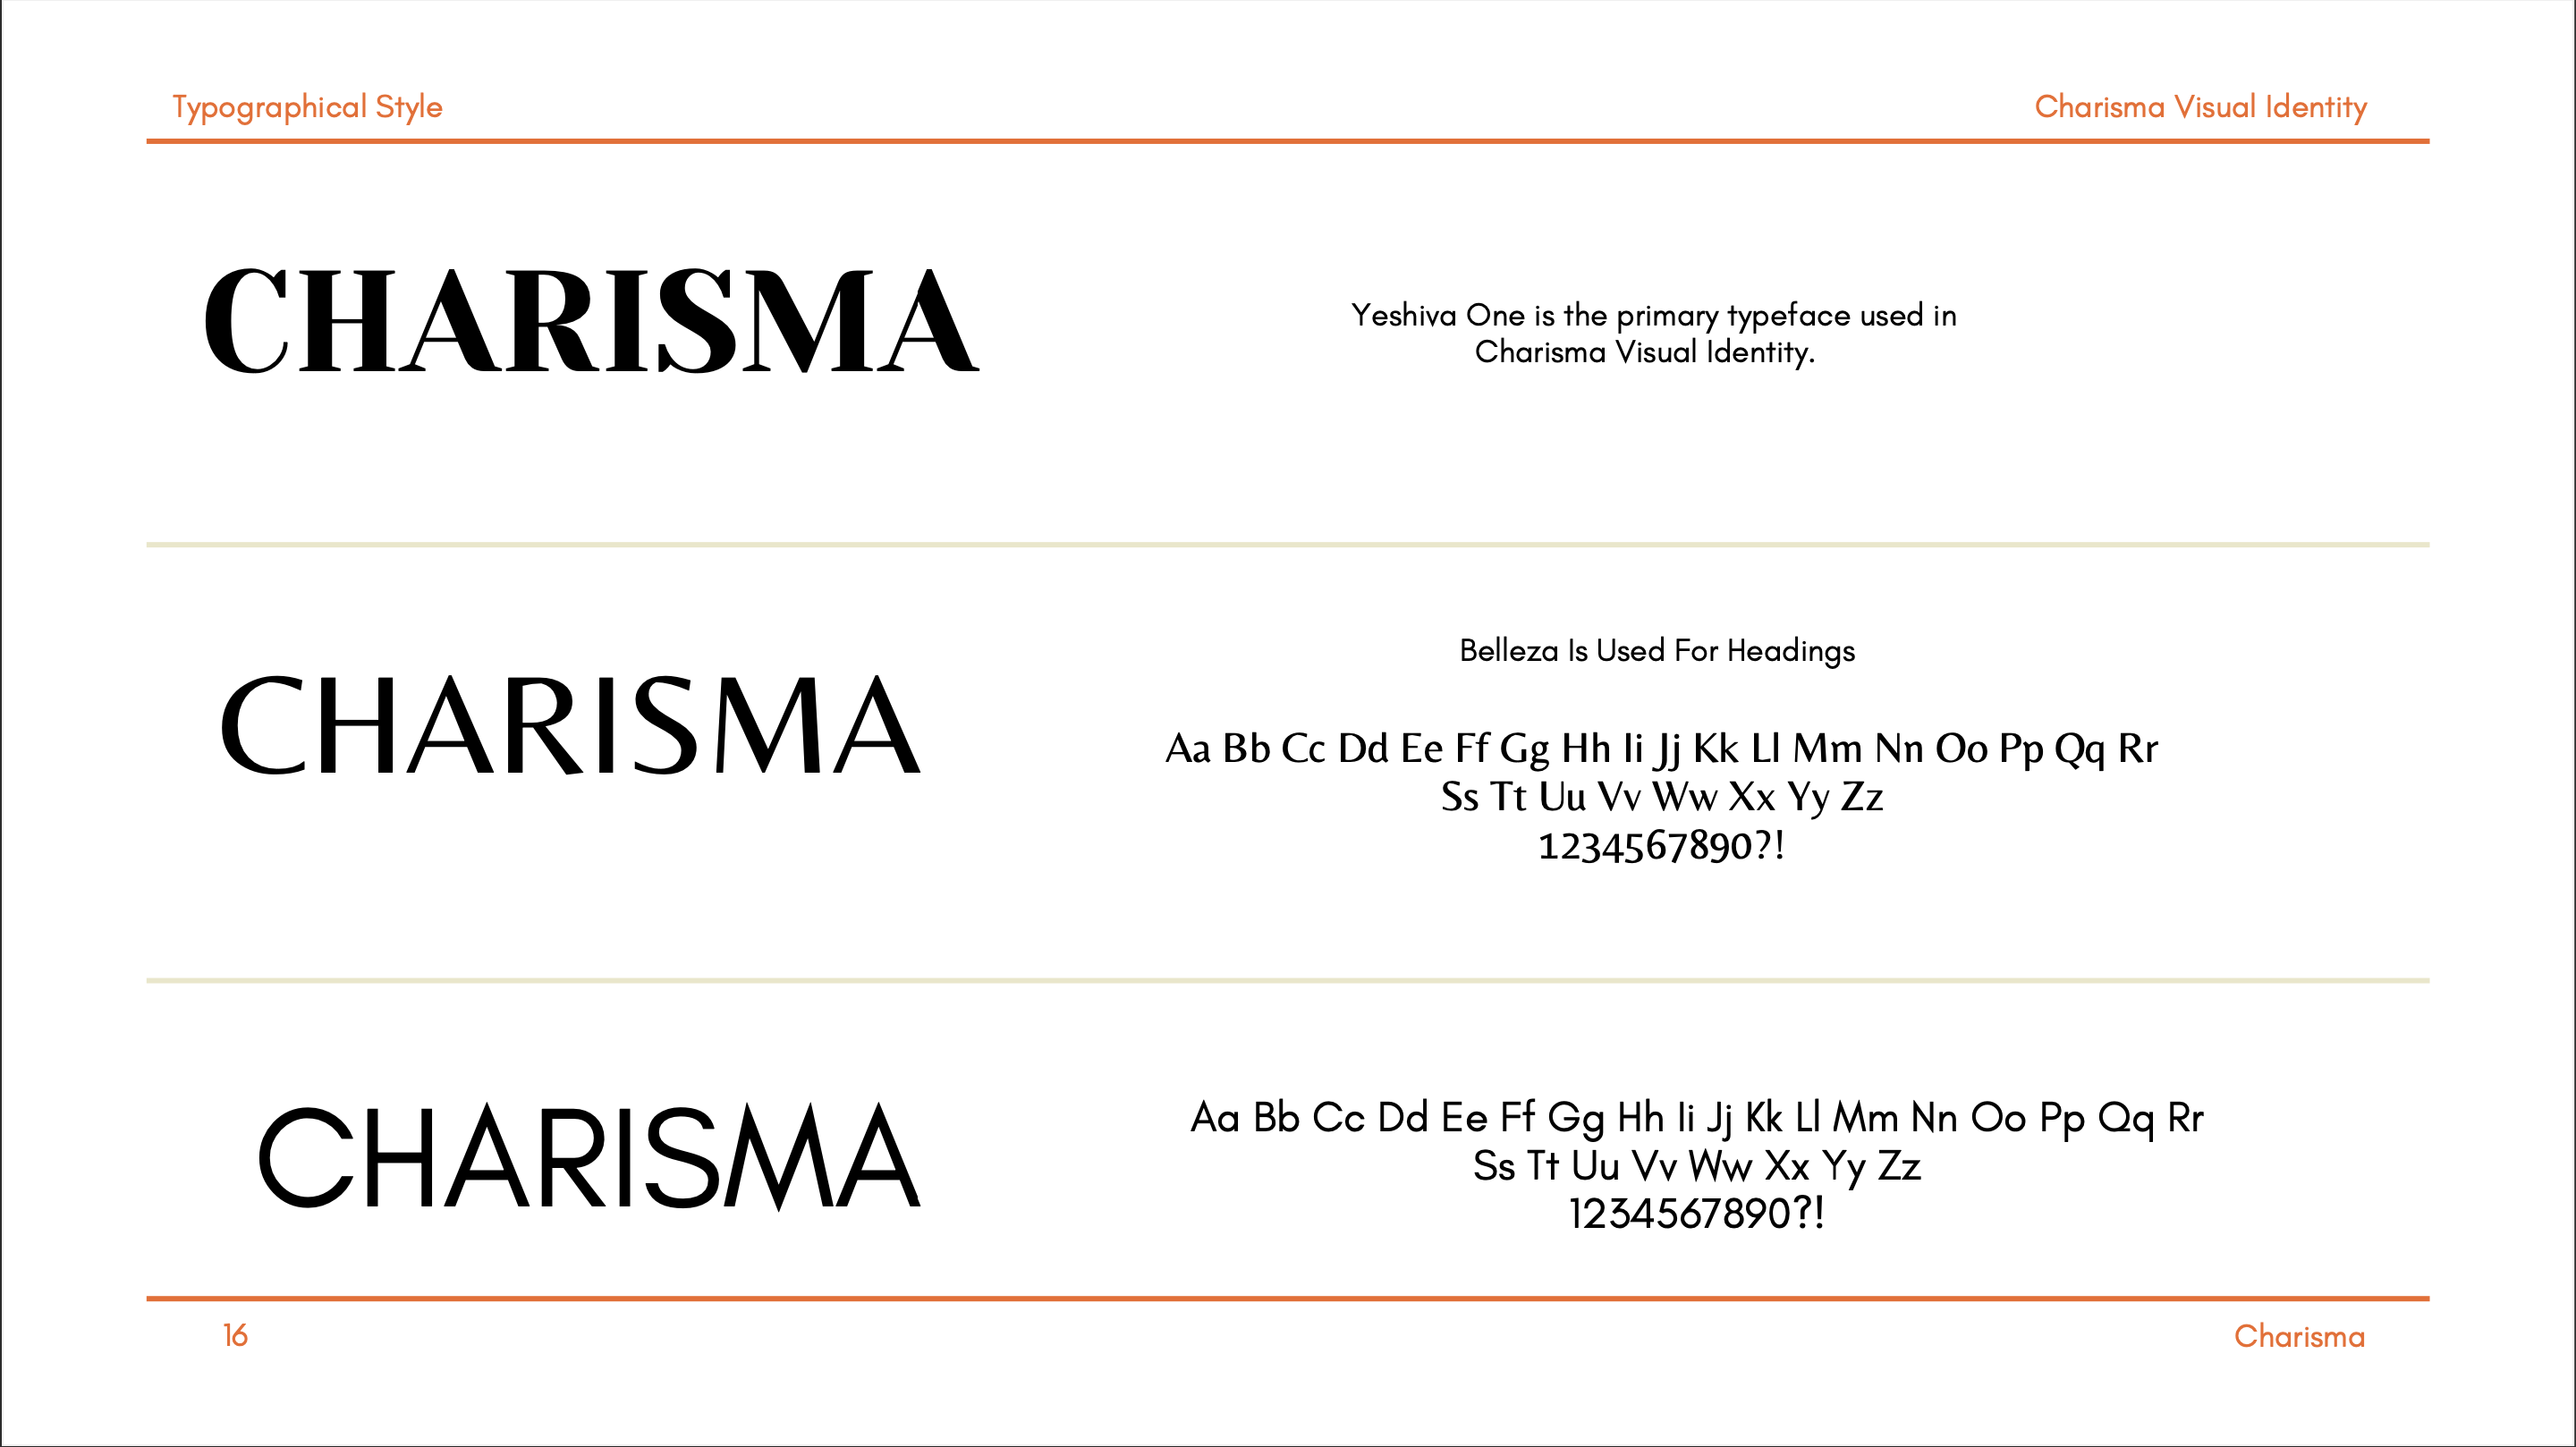 Typographical Style
Charisma Visual Identity
CHARISMA
Yeshiva One is the primary typeface used in
Charisma Visual Identity.
CHARISMA
Belleza Is Used For Headings
Aa Bb Cc Dd Ee Ff Gg Hh Ii Jj Kk Ll Mm Nn Oo Pp Qq Rr
Ss Tt Uu Vv Ww Xx Yy Zz
1234567890?!
CHARISMA
Aa Bb Cc Dd Ee Ff Gg Hh Ii Jj Kk Ll Mm Nn Oo Pp Qq Rr
Ss Tt Uu Vv Ww Xx Yy Zz
1234567890?!
16
Charisma